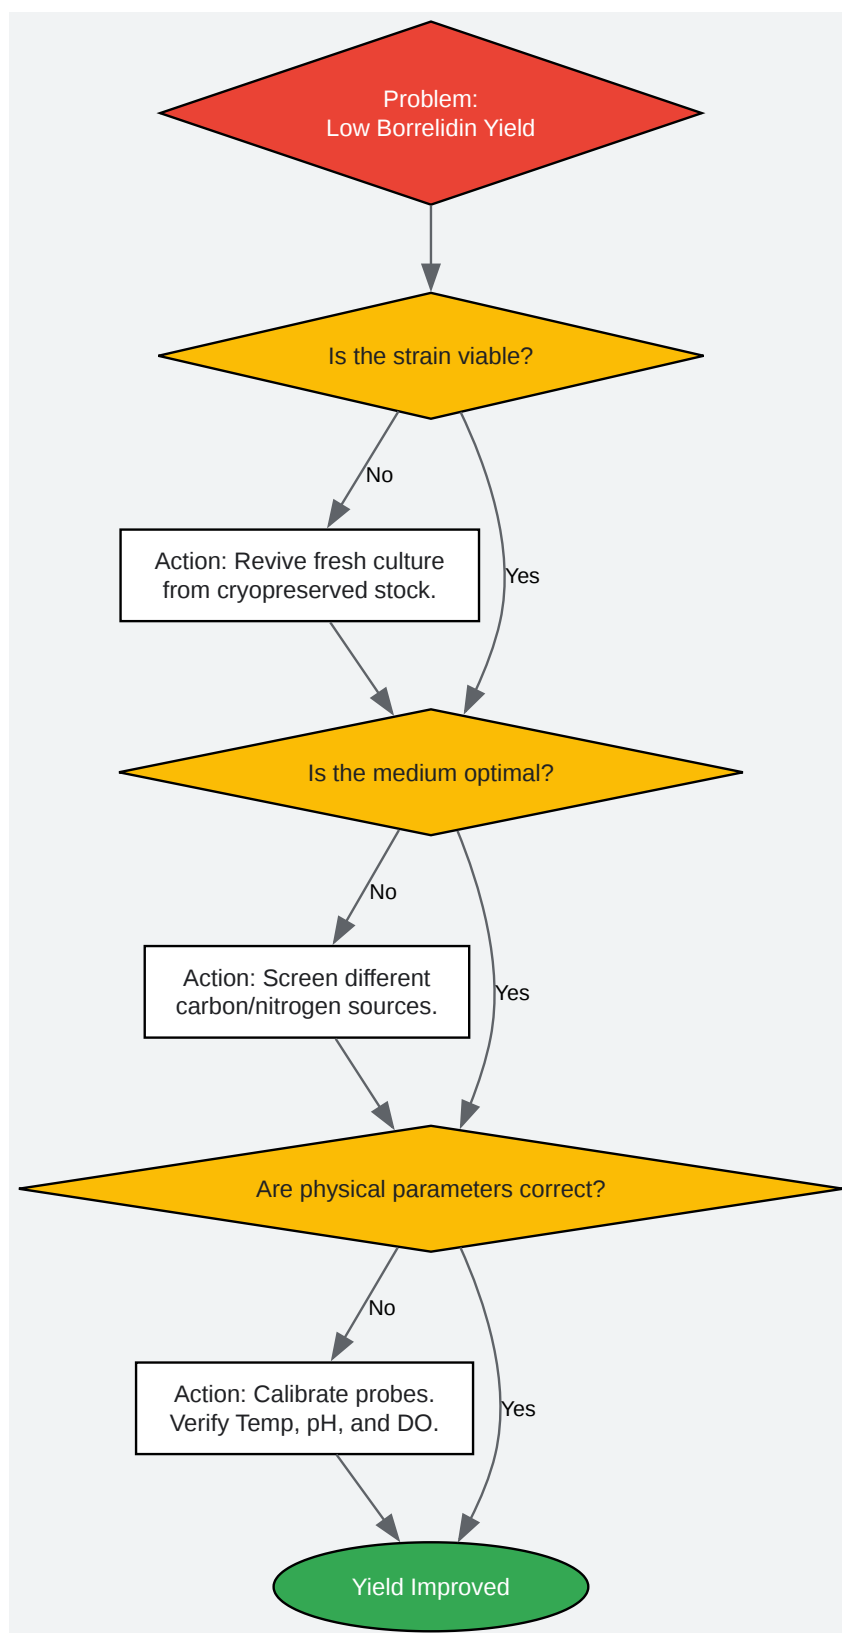 Problem:
Low Borrelidin Yield
Is the strain viable?
No
Action: Revive fresh culture
from cryopreserved stock.
Yes
Is the medium optimal?
No
Action: Screen different
carbon/nitrogen sources.
Yes
Are physical parameters correct?
No
Action: Calibrate probes.
Verify Temp, pH, and DO.
Yes
Yield Improved